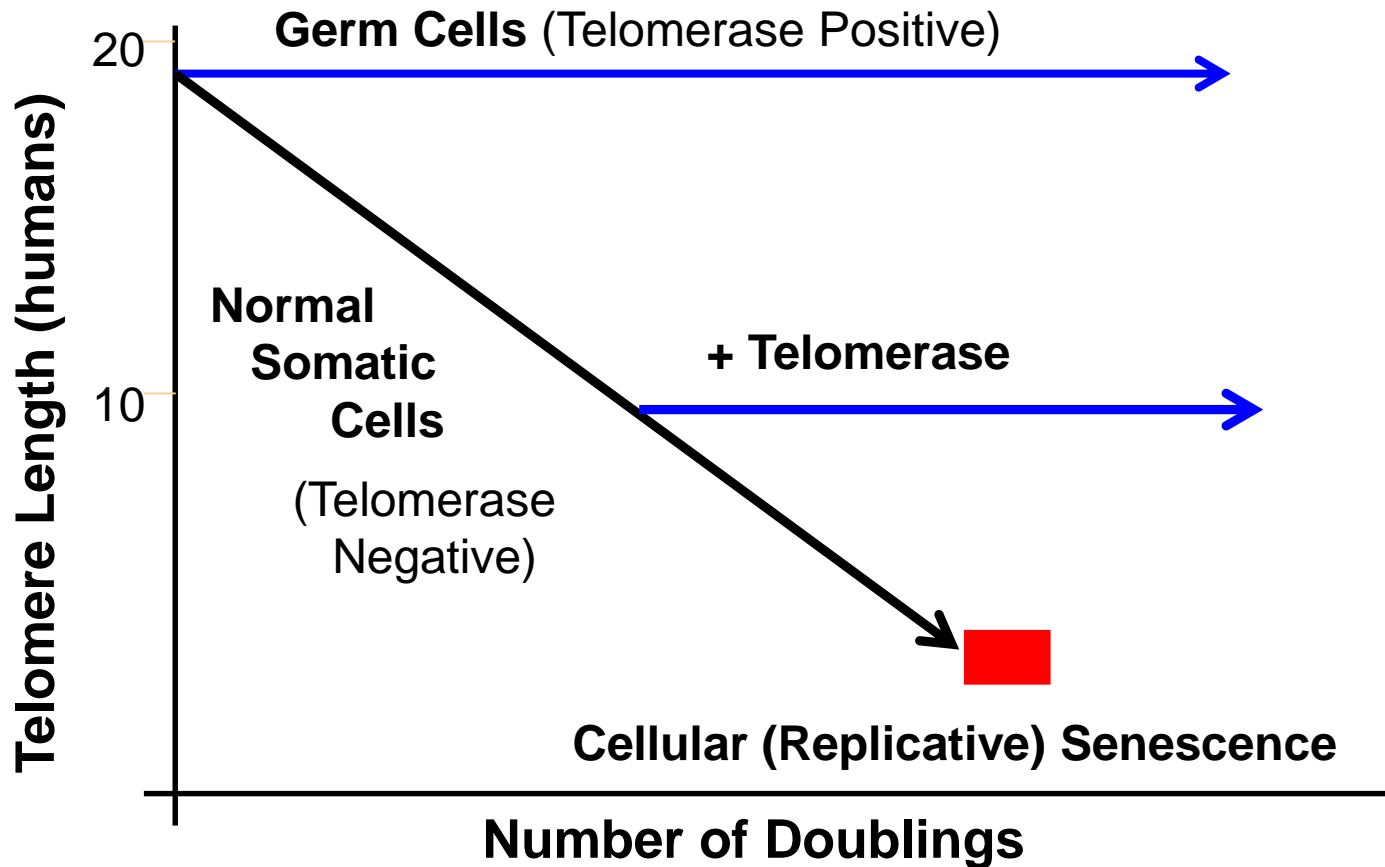 Germ Cells (Telomerase Positive)
20
Telomere Length (humans)
Normal
Somatic
Cells
(Telomerase
Negative)
+ Telomerase
10
Cellular (Replicative) Senescence
Number of Doublings